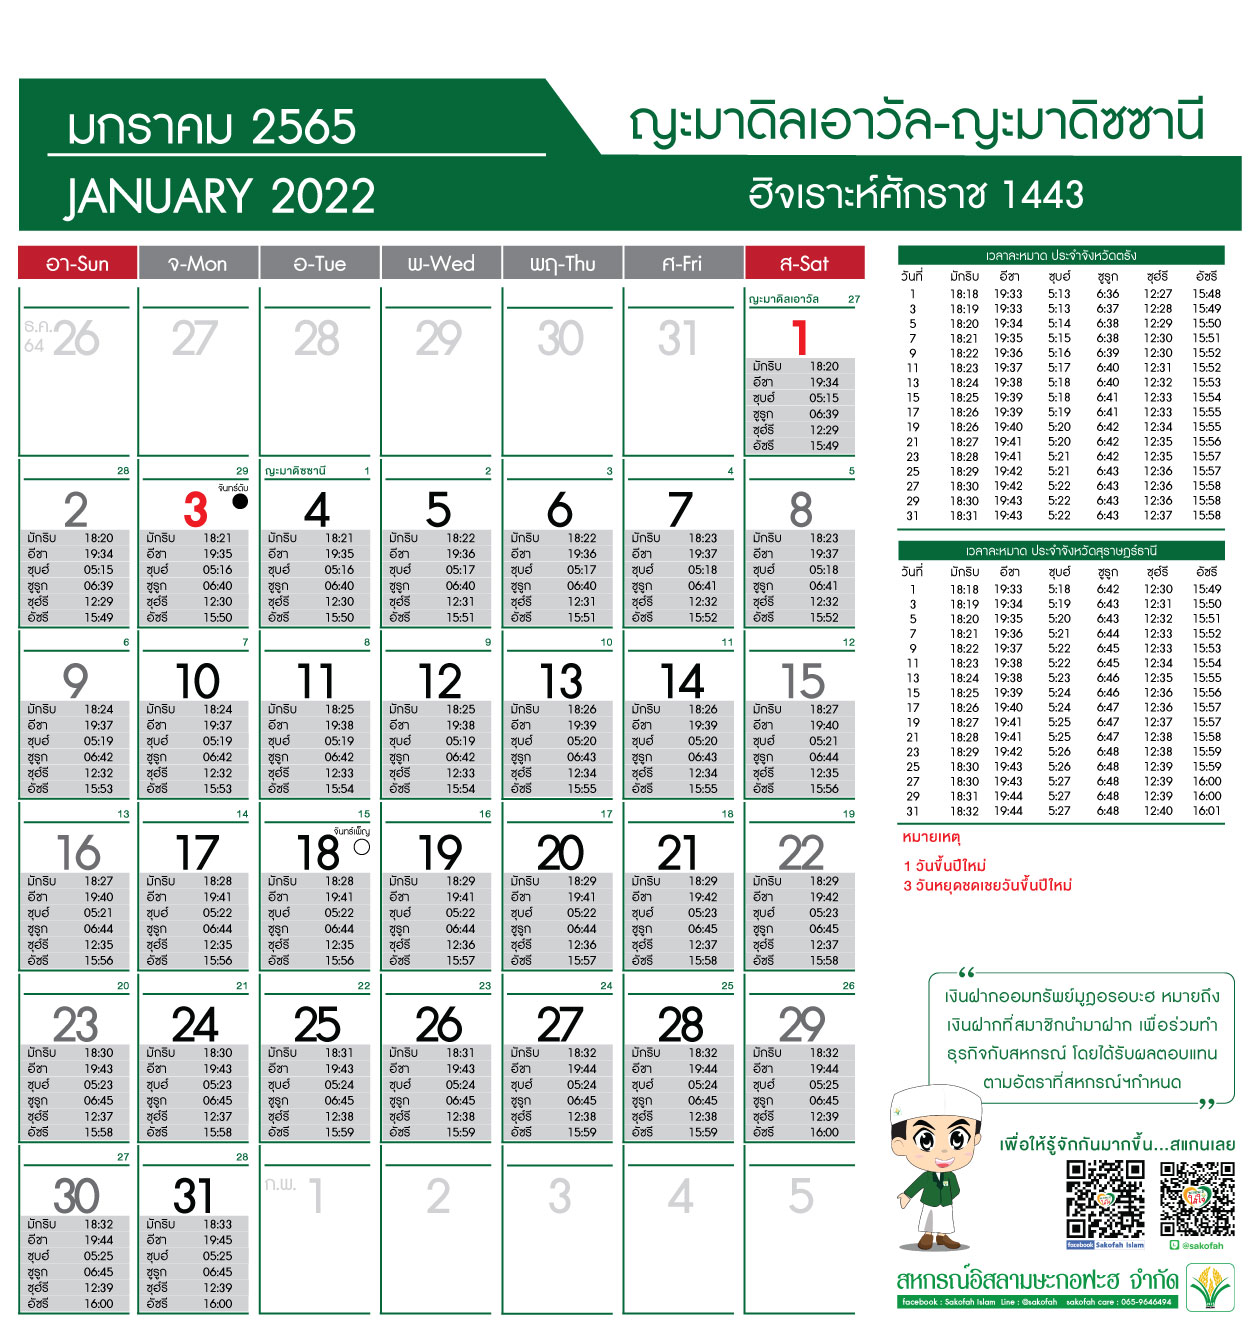 มกราคม 2565
JANUARY 2022
ญะมาดิลเอาวัล-ญะมาดิซซานี
ฮิจเราะห์ศักราช 1443
อา-Sun จ-Mon อ-Tue พ-Wed พฤ-Thu ศ-Fri ส-Sat
ญะมาดิลเอาวัล 27
ธ.ค. 64 26 27 28 29 30 31 1
มักริบ 18:20
อีซา 19:34
ซุบฮ์ 05:15
ซูรูก 06:39
ซุฮ์รี 12:29
อัซรี 15:49
28 29 ญะมาดิซซานี 1 2 3 4 5
จันทร์ดับ
2 3 4 5 6 7 8
มักริบ 18:20 มักริบ 18:21 มักริบ 18:21 มักริบ 18:22 มักริบ 18:22 มักริบ 18:23 มักริบ 18:23
อีซา 19:34 อีซา 19:35 อีซา 19:35 อีซา 19:36 อีซา 19:36 อีซา 19:37 อีซา 19:37
ซุบฮ์ 05:15 ซุบฮ์ 05:16 ซุบฮ์ 05:16 ซุบฮ์ 05:17 ซุบฮ์ 05:17 ซุบฮ์ 05:18 ซุบฮ์ 05:18
ซูรูก 06:39 ซูรูก 06:40 ซูรูก 06:40 ซูรูก 06:40 ซูรูก 06:40 ซูรูก 06:41 ซูรูก 06:41
ซุฮ์รี 12:29 ซุฮ์รี 12:30 ซุฮ์รี 12:30 ซุฮ์รี 12:31 ซุฮ์รี 12:31 ซุฮ์รี 12:32 ซุฮ์รี 12:32
อัซรี 15:49 อัซรี 15:50 อัซรี 15:50 อัซรี 15:51 อัซรี 15:51 อัซรี 15:52 อัซรี 15:52
6 7 8 9 10 11 12
9 10 11 12 13 14 15
มักริบ 18:24 มักริบ 18:24 มักริบ 18:25 มักริบ 18:25 มักริบ 18:26 มักริบ 18:26 มักริบ 18:27
อีซา 19:37 อีซา 19:37 อีซา 19:38 อีซา 19:38 อีซา 19:39 อีซา 19:39 อีซา 19:40
ซุบฮ์ 05:19 ซุบฮ์ 05:19 ซุบฮ์ 05:19 ซุบฮ์ 05:19 ซุบฮ์ 05:20 ซุบฮ์ 05:20 ซุบฮ์ 05:21
ซูรูก 06:42 ซูรูก 06:42 ซูรูก 06:42 ซูรูก 06:42 ซูรูก 06:43 ซูรูก 06:43 ซูรูก 06:44
ซุฮ์รี 12:32 ซุฮ์รี 12:32 ซุฮ์รี 12:33 ซุฮ์รี 12:33 ซุฮ์รี 12:34 ซุฮ์รี 12:34 ซุฮ์รี 12:35
อัซรี 15:53 อัซรี 15:53 อัซรี 15:54 อัซรี 15:54 อัซรี 15:55 อัซรี 15:55 อัซรี 15:56
13 14 15 16 17 18 19
จันทร์เพ็ญ
16 17 18 19 20 21 22
มักริบ 18:27 มักริบ 18:28 มักริบ 18:28 มักริบ 18:29 มักริบ 18:29 มักริบ 18:29 มักริบ 18:29
อีซา 19:40 อีซา 19:41 อีซา 19:41 อีซา 19:41 อีซา 19:41 อีซา 19:42 อีซา 19:42
ซุบฮ์ 05:21 ซุบฮ์ 05:22 ซุบฮ์ 05:22 ซุบฮ์ 05:22 ซุบฮ์ 05:22 ซุบฮ์ 05:23 ซุบฮ์ 05:23
ซูรูก 06:44 ซูรูก 06:44 ซูรูก 06:44 ซูรูก 06:44 ซูรูก 06:44 ซูรูก 06:45 ซูรูก 06:45
ซุฮ์รี 12:35 ซุฮ์รี 12:35 ซุฮ์รี 12:35 ซุฮ์รี 12:36 ซุฮ์รี 12:36 ซุฮ์รี 12:37 ซุฮ์รี 12:37
อัซรี 15:56 อัซรี 15:56 อัซรี 15:56 อัซรี 15:57 อัซรี 15:57 อัซรี 15:58 อัซรี 15:58
20 21 22 23 24 25 26
23 24 25 26 27 28 29
มักริบ 18:30 มักริบ 18:30 มักริบ 18:31 มักริบ 18:31 มักริบ 18:32 มักริบ 18:32 มักริบ 18:32
อีซา 19:43 อีซา 19:43 อีซา 19:43 อีซา 19:43 อีซา 19:44 อีซา 19:44 อีซา 19:44
ซุบฮ์ 05:23 ซุบฮ์ 05:23 ซุบฮ์ 05:24 ซุบฮ์ 05:24 ซุบฮ์ 05:24 ซุบฮ์ 05:24 ซุบฮ์ 05:25
ซูรูก 06:45 ซูรูก 06:45 ซูรูก 06:45 ซูรูก 06:45 ซูรูก 06:45 ซูรูก 06:45 ซูรูก 06:45
ซุฮ์รี 12:37 ซุฮ์รี 12:37 ซุฮ์รี 12:38 ซุฮ์รี 12:38 ซุฮ์รี 12:38 ซุฮ์รี 12:38 ซุฮ์รี 12:39
อัซรี 15:58 อัซรี 15:58 อัซรี 15:59 อัซรี 15:59 อัซรี 15:59 อัซรี 15:59 อัซรี 16:00
27 28
30 31 ก.พ. 1 2 3 4 5
มักริบ 18:32 มักริบ 18:33
อีซา 19:44 อีซา 19:45
ซุบฮ์ 05:25 ซุบฮ์ 05:25
ซูรูก 06:45 ซูรูก 06:45
ซุฮ์รี 12:39 ซุฮ์รี 12:39
อัซรี 16:00 อัซรี 16:00
เวลาละหมาด ประจำจังหวัดตรัง
วันที่ มักริบ อีซา ซุบฮ์ ซูรูก ซุฮ์รี อัซรี
1 18:18 19:33 5:13 6:36 12:27 15:48
3 18:19 19:33 5:13 6:37 12:28 15:49
5 18:20 19:34 5:14 6:38 12:29 15:50
7 18:21 19:35 5:15 6:38 12:30 15:51
9 18:22 19:36 5:16 6:39 12:30 15:52
11 18:23 19:37 5:17 6:40 12:31 15:52
13 18:24 19:38 5:18 6:40 12:32 15:53
15 18:25 19:39 5:18 6:41 12:33 15:54
17 18:26 19:39 5:19 6:41 12:33 15:55
19 18:26 19:40 5:20 6:42 12:34 15:55
21 18:27 19:41 5:20 6:42 12:35 15:56
23 18:28 19:41 5:21 6:42 12:35 15:57
25 18:29 19:42 5:21 6:43 12:36 15:57
27 18:30 19:42 5:22 6:43 12:36 15:58
29 18:30 19:43 5:22 6:43 12:36 15:58
31 18:31 19:43 5:22 6:43 12:37 15:58
เวลาละหมาด ประจำจังหวัดสุราษฎร์ธานี
วันที่ มักริบ อีซา ซุบฮ์ ซูรูก ซุฮ์รี อัซรี
1 18:18 19:33 5:18 6:42 12:30 15:49
3 18:19 19:34 5:19 6:43 12:31 15:50
5 18:20 19:35 5:20 6:43 12:32 15:51
7 18:21 19:36 5:21 6:44 12:33 15:52
9 18:22 19:37 5:22 6:45 12:33 15:53
11 18:23 19:38 5:22 6:45 12:34 15:54
13 18:24 19:38 5:23 6:46 12:35 15:55
15 18:25 19:39 5:24 6:46 12:36 15:56
17 18:26 19:40 5:24 6:47 12:36 15:57
19 18:27 19:41 5:25 6:47 12:37 15:57
21 18:28 19:41 5:25 6:47 12:38 15:58
23 18:29 19:42 5:26 6:48 12:38 15:59
25 18:30 19:43 5:26 6:48 12:39 15:59
27 18:30 19:43 5:27 6:48 12:39 16:00
29 18:31 19:44 5:27 6:48 12:39 16:00
31 18:32 19:44 5:27 6:48 12:40 16:01
หมายเหตุ
1 วันขึ้นปีใหม่
3 วันหยุดชดเชยวันขึ้นปีใหม่
“เงินฝากออมทรัพย์มูฎอรอบะฮ หมายถึง
เงินฝากที่สมาชิกนำมาฝาก เพื่อร่วมทำ
ธุรกิจกับสหกรณ์ โดยได้รับผลตอบแทน
ตามอัตราที่สหกรณ์ฯกำหนด”
เพื่อให้รู้จักกันมากขึ้น...สแกนเลย
facebook Sakofah Islam
@sakofah
สหกรณ์อิสลามษะกอฟะฮ จำกัด
facebook : Sakofah Islam Line : @sakofah sakofah care : 065-9646494